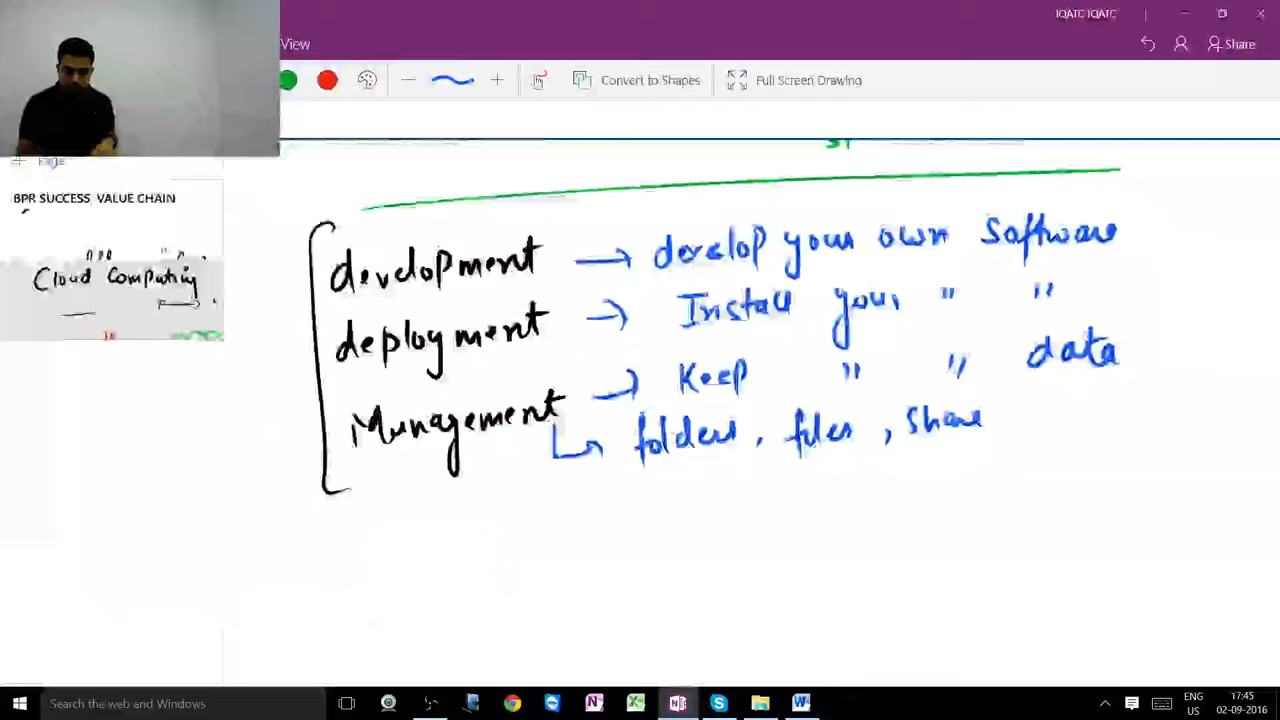 IQATC IQATC
View
Share
Convert to Shapes
Full Screen Drawing
Page
BPR SUCCESS VALUE CHAIN
Cloud Computing
development → develop your own Software
deployment → Install your " "
Management → Keep " " data
↳ folders, files, share
Search the web and Windows
ENG
US
17:45
02-09-2016